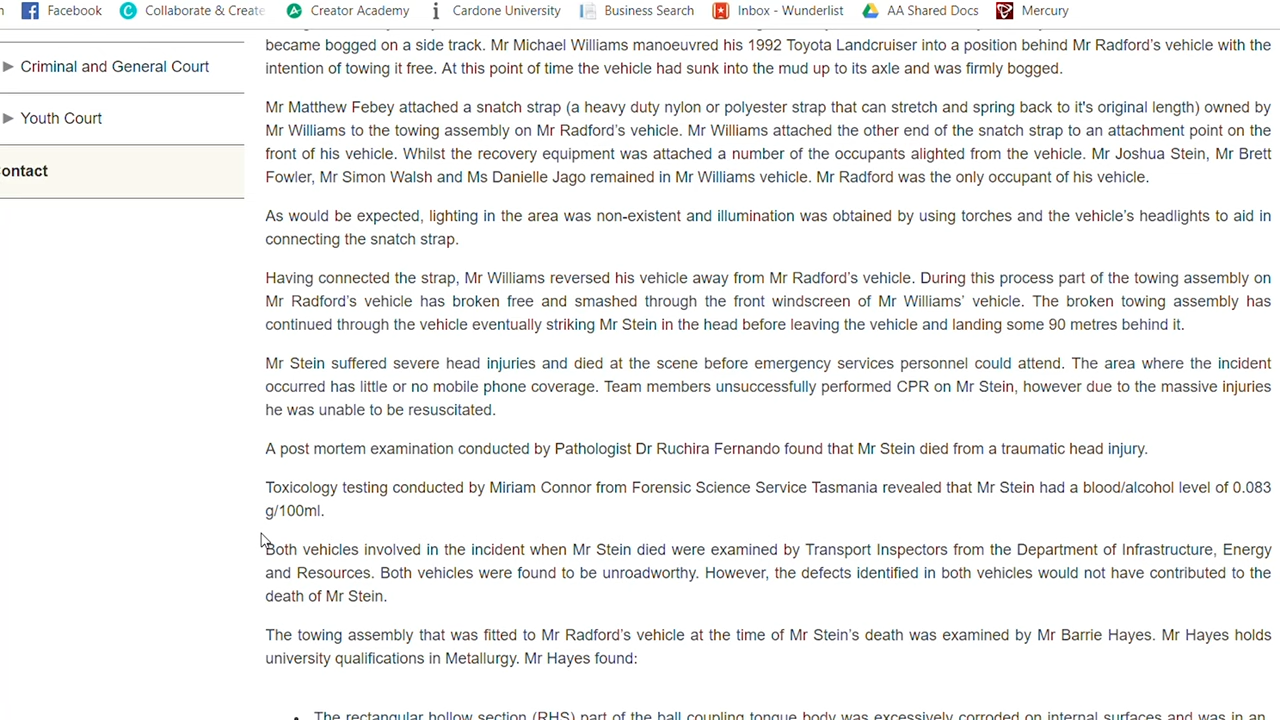 Facebook Collaborate & Create Creator Academy Cardone University Business Search Inbox - Wunderlist AA Shared Docs Mercury
Criminal and General Court
Youth Court
ontact
became bogged on a side track. Mr Michael Williams manoeuvred his 1992 Toyota Landcruiser into a position behind Mr Radford's vehicle with the
intention of towing it free. At this point of time the vehicle had sunk into the mud up to its axle and was firmly bogged.
Mr Matthew Febey attached a snatch strap (a heavy duty nylon or polyester strap that can stretch and spring back to it's original length) owned by
Mr Williams to the towing assembly on Mr Radford's vehicle. Mr Williams attached the other end of the snatch strap to an attachment point on the
front of his vehicle. Whilst the recovery equipment was attached a number of the occupants alighted from the vehicle. Mr Joshua Stein, Mr Brett
Fowler, Mr Simon Walsh and Ms Danielle Jago remained in Mr Williams vehicle. Mr Radford was the only occupant of his vehicle.
As would be expected, lighting in the area was non-existent and illumination was obtained by using torches and the vehicle's headlights to aid in
connecting the snatch strap.
Having connected the strap, Mr Williams reversed his vehicle away from Mr Radford's vehicle. During this process part of the towing assembly on
Mr Radford's vehicle has broken free and smashed through the front windscreen of Mr Williams' vehicle. The broken towing assembly has
continued through the vehicle eventually striking Mr Stein in the head before leaving the vehicle and landing some 90 metres behind it.
Mr Stein suffered severe head injuries and died at the scene before emergency services personnel could attend. The area where the incident
occurred has little or no mobile phone coverage. Team members unsuccessfully performed CPR on Mr Stein, however due to the massive injuries
he was unable to be resuscitated.
A post mortem examination conducted by Pathologist Dr Ruchira Fernando found that Mr Stein died from a traumatic head injury.
Toxicology testing conducted by Miriam Connor from Forensic Science Service Tasmania revealed that Mr Stein had a blood/alcohol level of 0.083
g/100ml.
Both vehicles involved in the incident when Mr Stein died were examined by Transport Inspectors from the Department of Infrastructure, Energy
and Resources. Both vehicles were found to be unroadworthy. However, the defects identified in both vehicles would not have contributed to the
death of Mr Stein.
The towing assembly that was fitted to Mr Radford's vehicle at the time of Mr Stein's death was examined by Mr Barrie Hayes. Mr Hayes holds
university qualifications in Metallurgy. Mr Hayes found:
The rectangular hollow section (RHS) part of the ball coupling tongue body was excessively corroded on internal surfaces and was in an